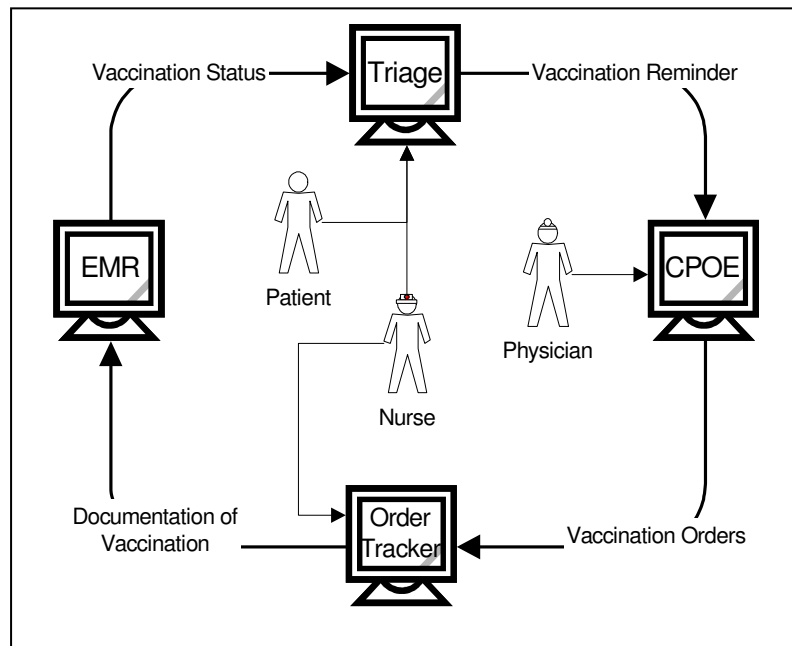 Vaccination Status
Triage
Vaccination Reminder
EMR
Patient
CPOE
Physician
Nurse
Documentation of
Vaccination
Order
Tracker
Vaccination Orders